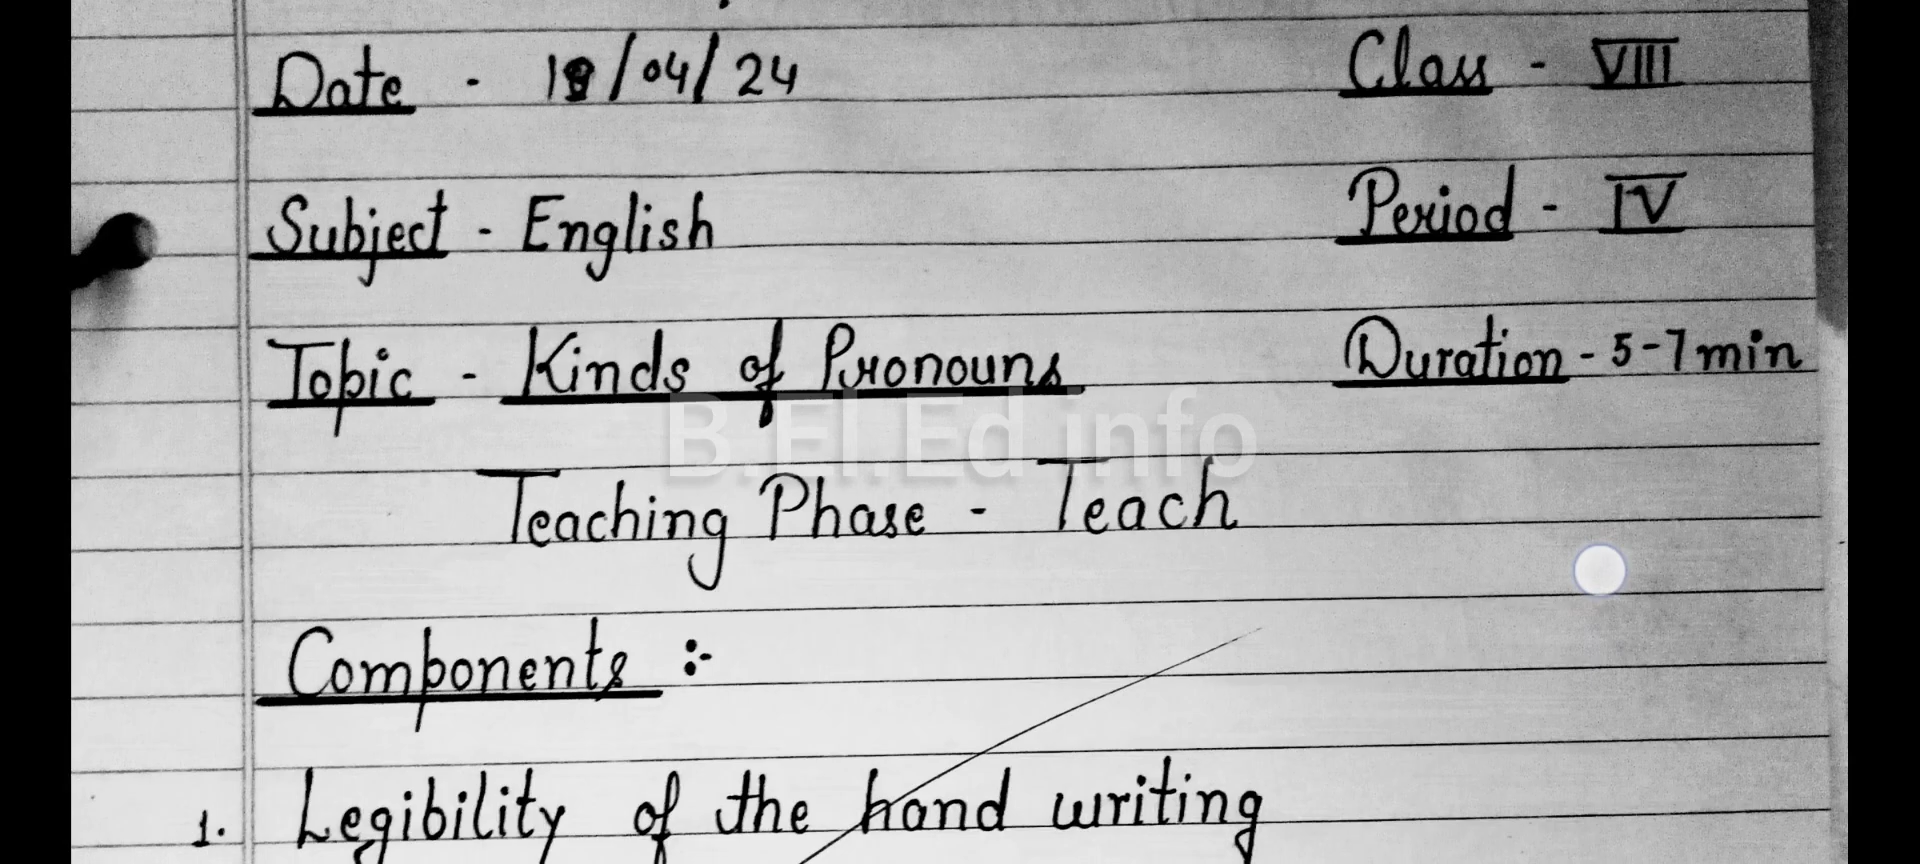 Date - 18/04/24 Class - VIII
Subject - English Period - IV
Topic - Kinds of Pronouns Duration - 5-7 min
B.El.Ed info
Teaching Phase - Teach
Components :-
1. Legibility of the hand writing